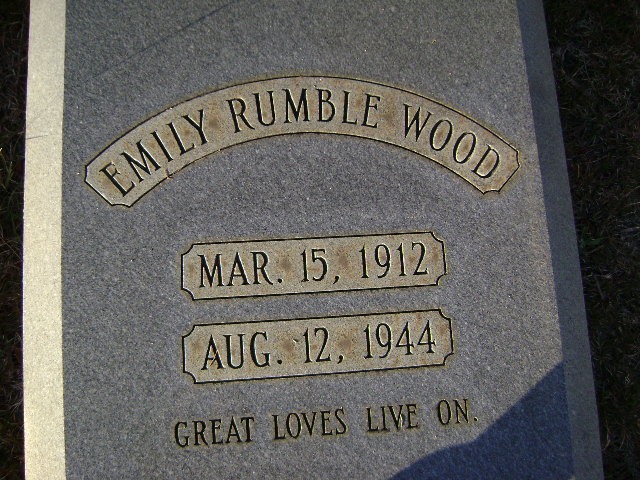 EMILY RUMBLE WOOD
MAR. 15, 1912
AUG. 12, 1944
GREAT LOVES LIVE ON.